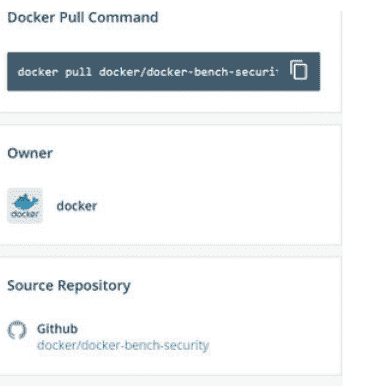 Docker Pull Command
docker pull docker/docker-bench-securi
Owner
docker
docker
Source Repository
Github
docker/docker-bench-security